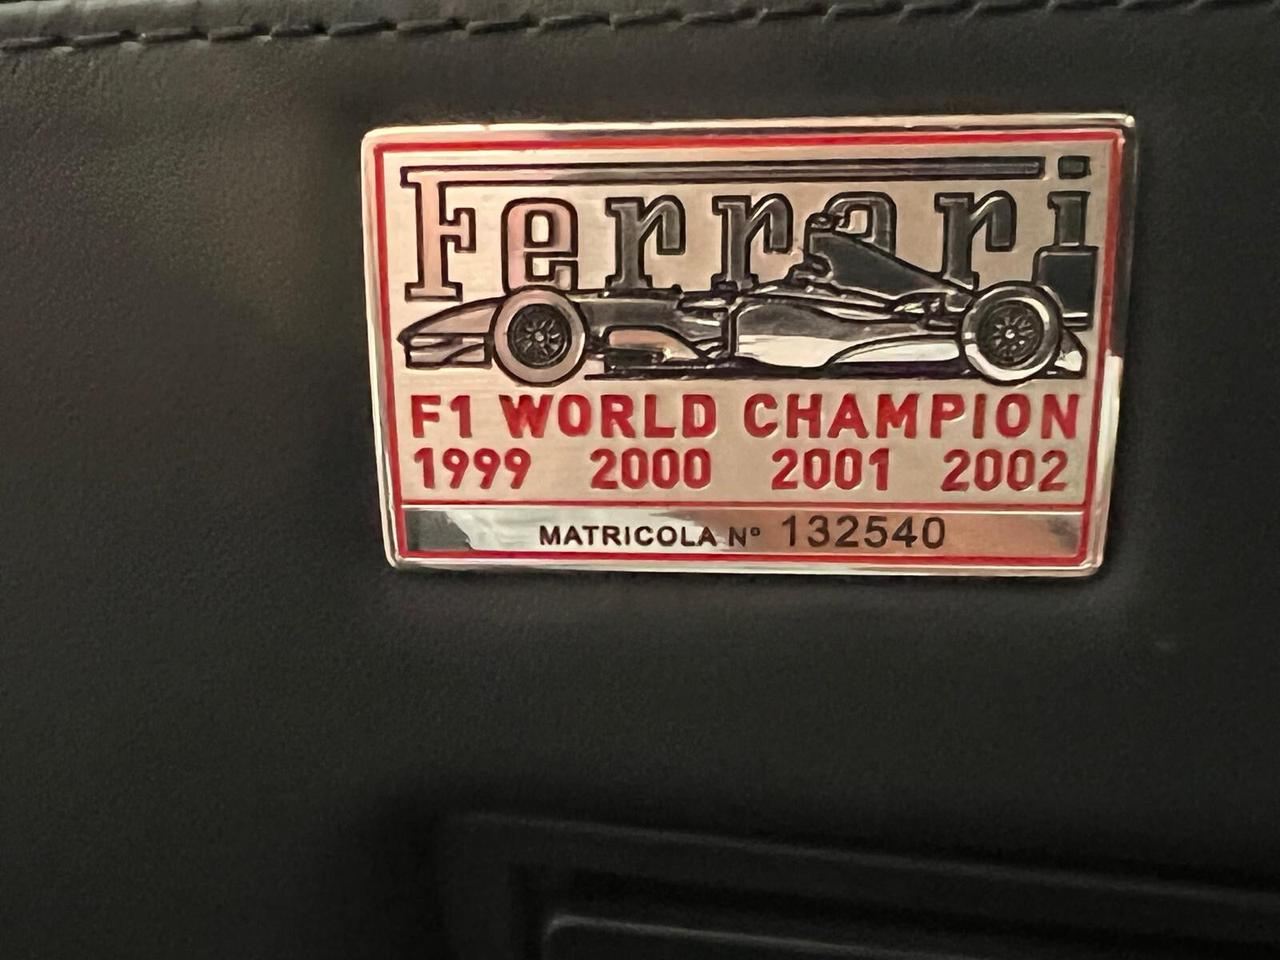 Ferrari
F1 WORLD CHAMPION
1999 2000 2001 2002
MATRICOLA Nº 132540